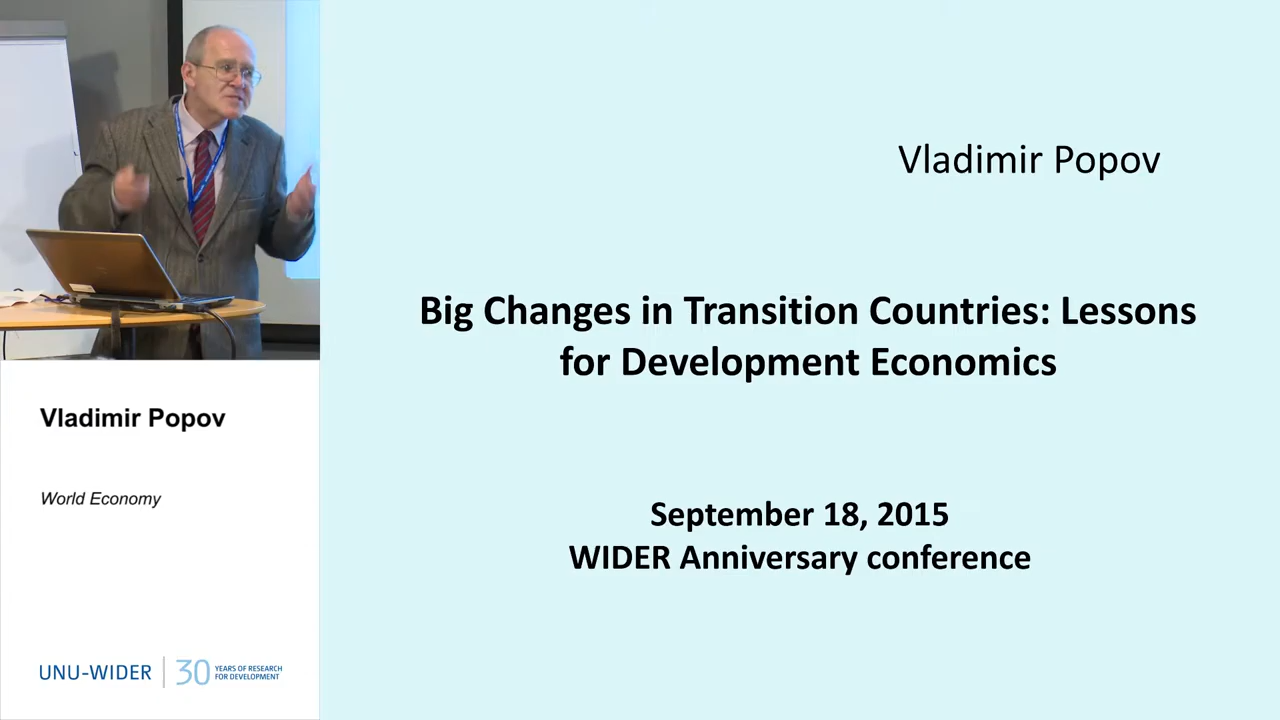 Vladimir Popov
Big Changes in Transition Countries: Lessons
for Development Economics
September 18, 2015
WIDER Anniversary conference
Vladimir Popov
World Economy
UNU-WIDER
30 YEARS OF RESEARCH
FOR DEVELOPMENT